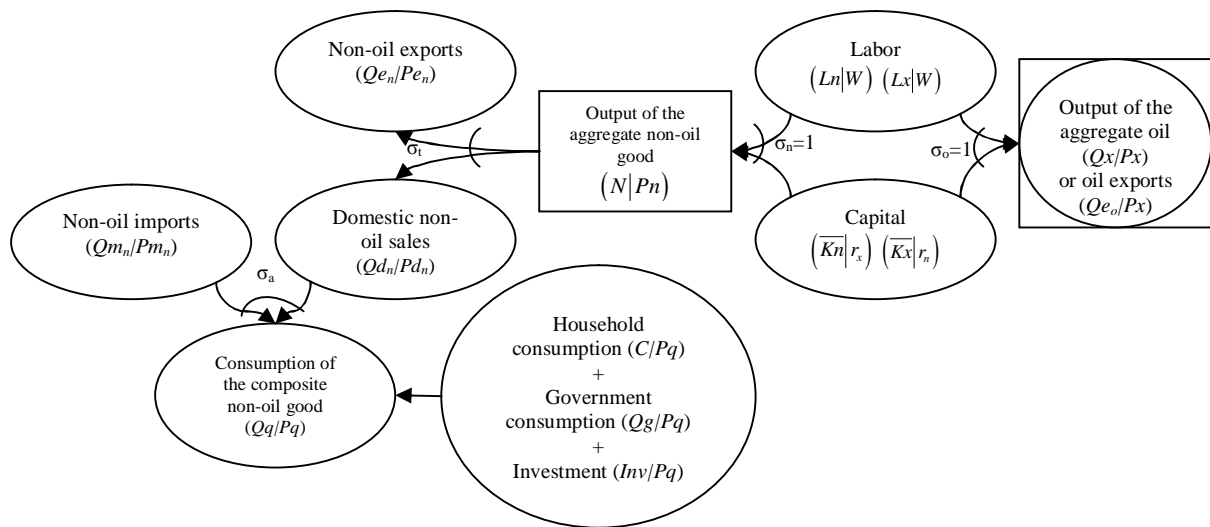 Non-oil exports
(Qeₙ/Peₙ)
Labor
(Ln|W) (Lx|W)
Output of the
aggregate non-oil
good
(N|Pn)
Output of the
aggregate oil
(Qx/Px)
or oil exports
(Qeₒ/Px)
σₜ
σₙ=1
σₒ=1
Non-oil imports
(Qmₙ/Pmₙ)
Domestic non-
oil sales
(Qdₙ/Pdₙ)
Capital
(K̅n̅|rₓ) (K̅x̅|rₙ)
σₐ
Household
consumption (C/Pq)
+
Government
consumption (Qg/Pq)
+
Investment (Inv/Pq)
Consumption of
the composite
non-oil good
(Qq/Pq)